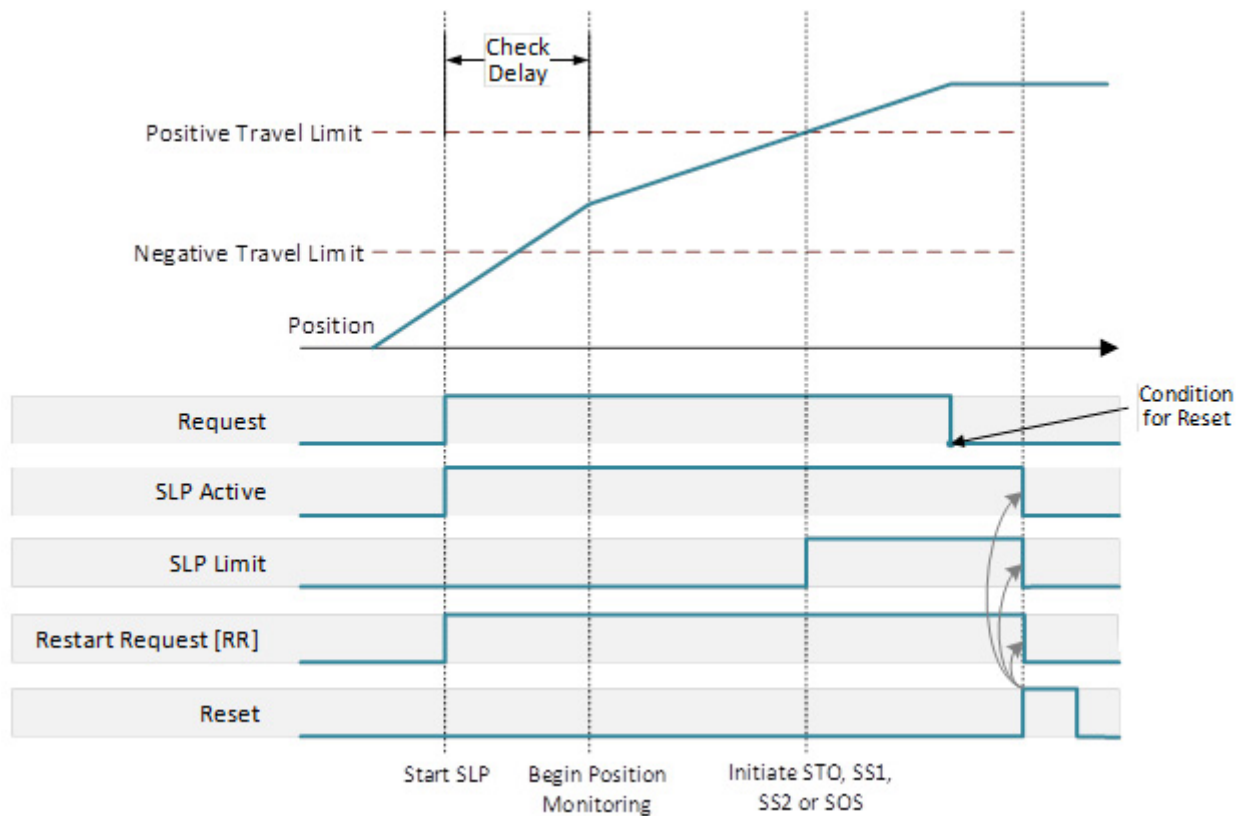 Check
Delay
Positive Travel Limit
Negative Travel Limit
Position
Condition
for Reset
Request
SLP Active
SLP Limit
Restart Request [RR]
Reset
Start SLP
Begin Position
Monitoring
Initiate STO, SS1,
SS2 or SOS